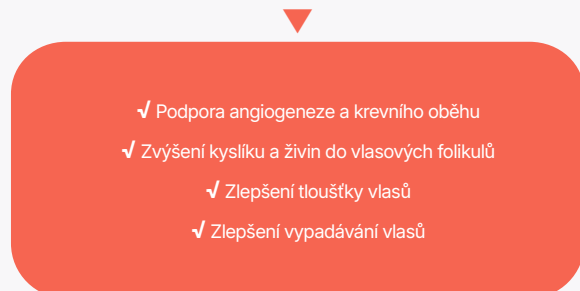 √ Podpora angiogeneze a krevního oběhu
√ Zvýšení kyslíku a živin do vlasových folikulů
√ Zlepšení tloušťky vlasů
√ Zlepšení vypadávání vlasů